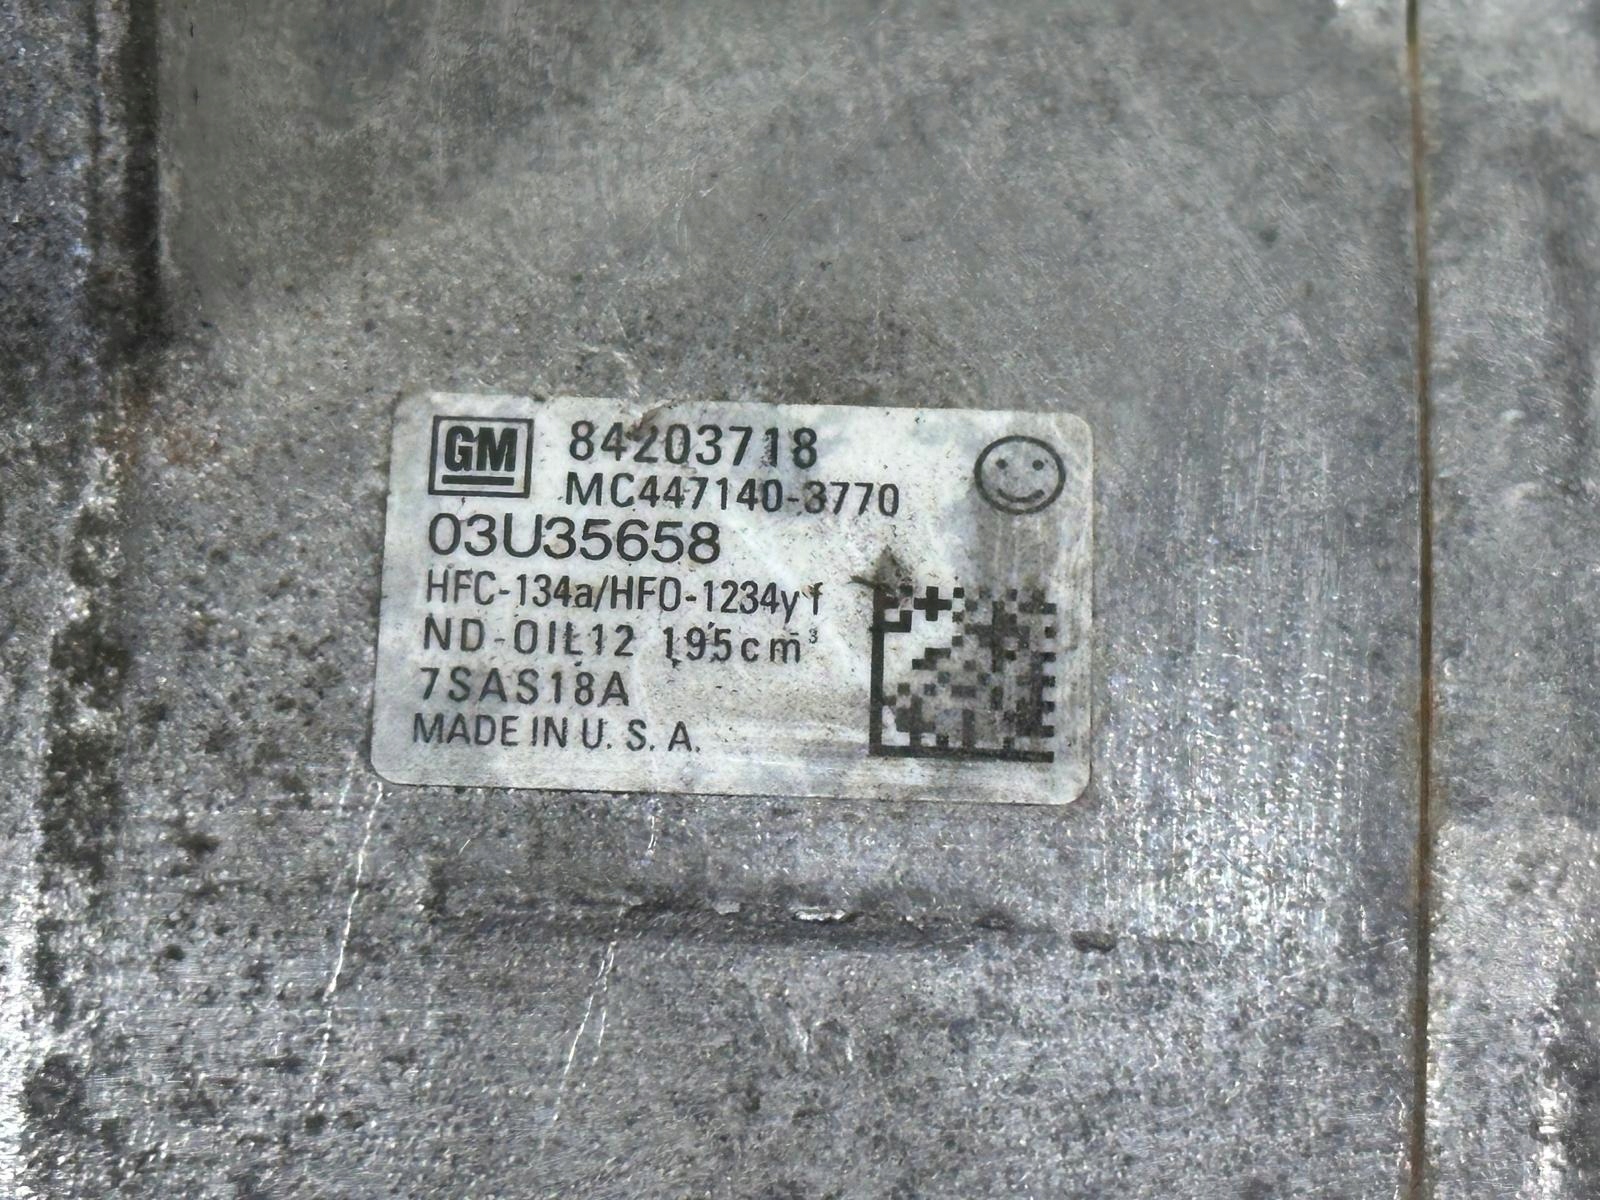 GM 84203718
MC447140-3770
03U35658
HFC-134a/HFO-1234yf
ND-OIL12 195cm³
7SAS18A
MADE IN U.S.A.